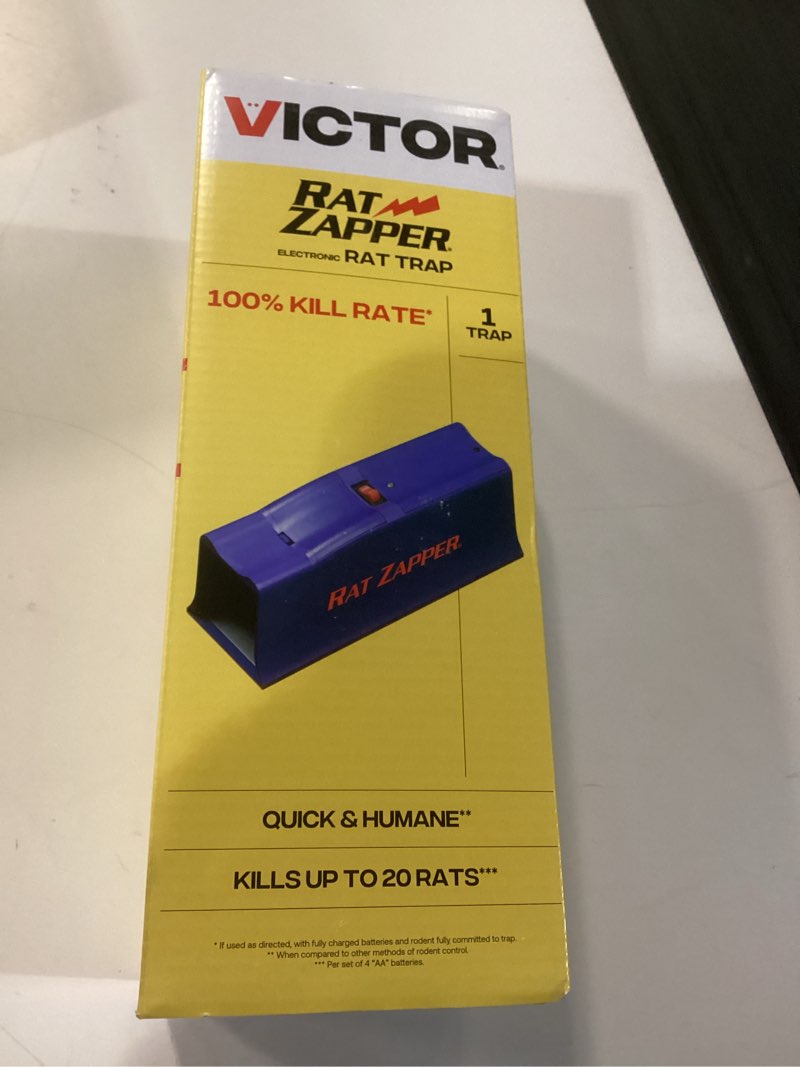 VICTOR®
RAT ZAPPER®
ELECTRONIC RAT TRAP
100% KILL RATE*
1
TRAP
RAT ZAPPER®
QUICK & HUMANE**
KILLS UP TO 20 RATS***
* If used as directed, with fully charged batteries and rodent fully committed to trap.
** When compared to other methods of rodent control.
*** Per set of 4 "AA" batteries.